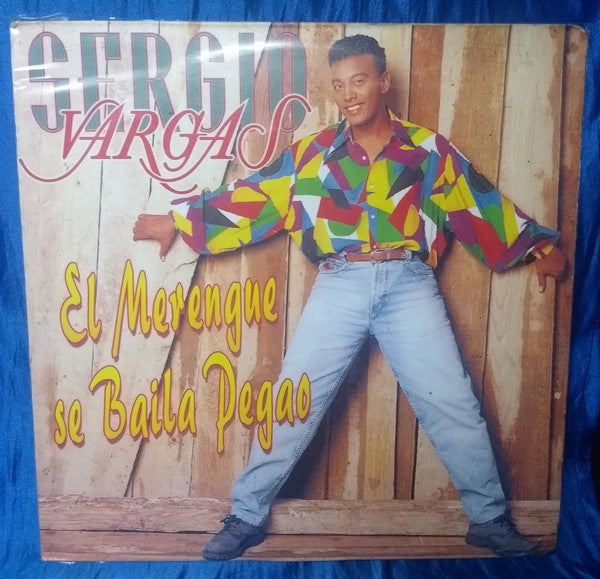 SERGIO
VARGAS
El Merengue
se Baila Pegao